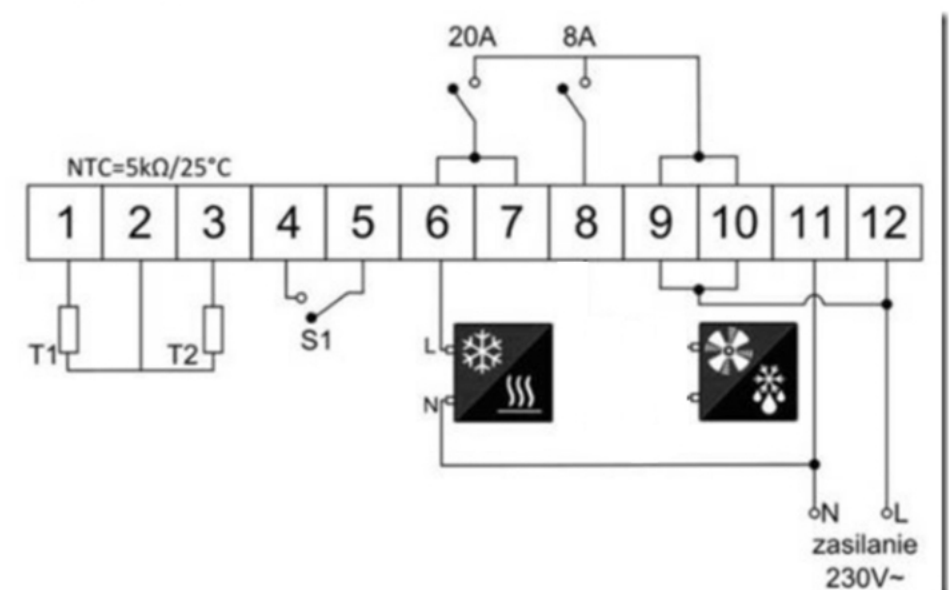 20A 8A
NTC=5kΩ/25°C
1 2 3 4 5 6 7 8 9 10 11 12
T1 T2 S1
L
N
N L
zasilanie
230V~